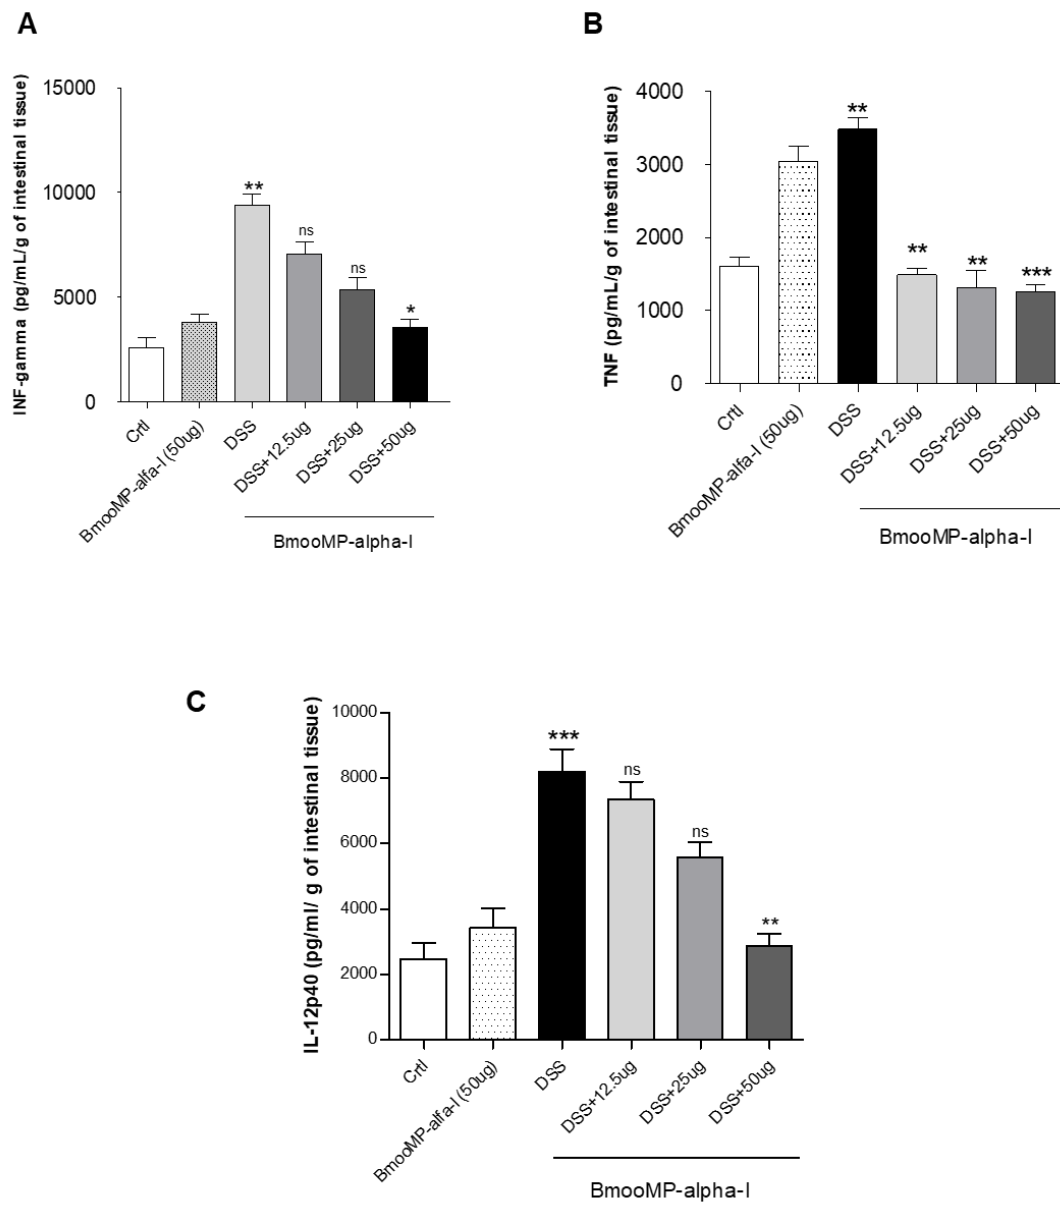 A
INF-gamma (pg/mL/g of intestinal tissue)
15000
10000
5000
0
**
ns
ns
*
Crtl
BmooMP-alfa-I (50ug)
DSS
DSS+12.5ug
DSS+25ug
DSS+50ug
BmooMP-alpha-I
B
TNF (pg/mL/g of intestinal tissue)
4000
3000
2000
1000
0
**
**
**
***
Crtl
BmooMP-alfa-I (50ug)
DSS
DSS+12.5ug
DSS+25ug
DSS+50ug
BmooMP-alpha-I
C
IL-12p40 (pg/ml/ g of intestinal tissue)
10000
8000
6000
4000
2000
0
***
ns
ns
**
Crtl
BmooMP-alfa-I (50ug)
DSS
DSS+12.5ug
DSS+25ug
DSS+50ug
BmooMP-alpha-I